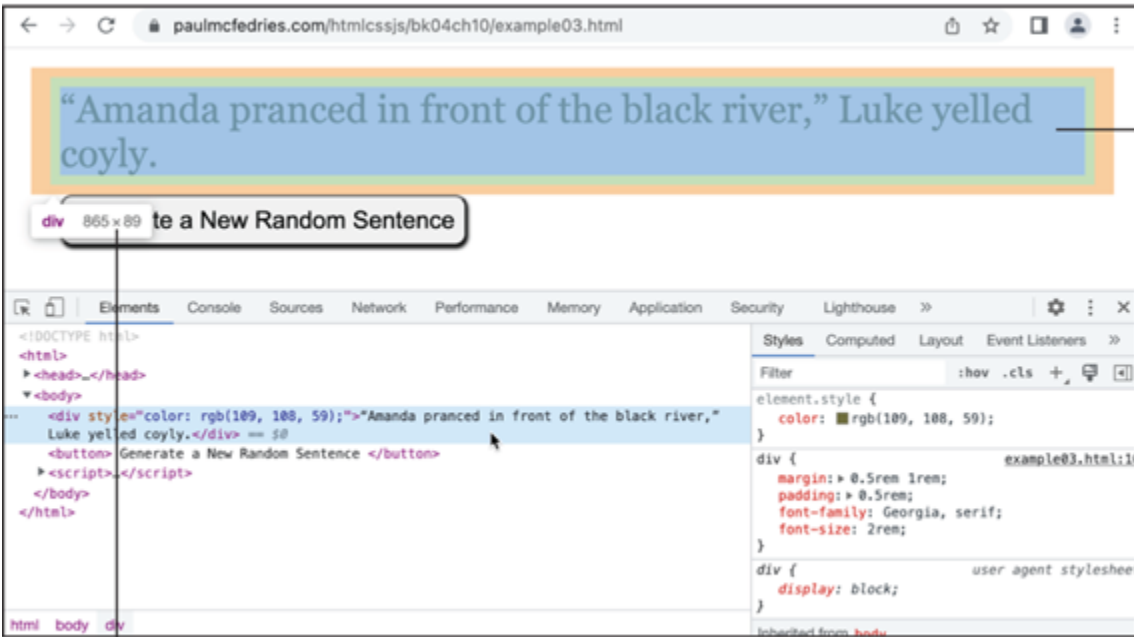 paulmcfedries.com/htmlcssjs/bk04ch10/example03.html
“Amanda pranced in front of the black river,” Luke yelled
coyly.
div 865 × 89 te a New Random Sentence
Elements Console Sources Network Performance Memory Application Security Lighthouse »
<!DOCTYPE html>
<html>
<head>…</head>
<body>
<div style="color: rgb(109, 108, 59);">"Amanda pranced in front of the black river,"
Luke yelled coyly.</div> == $0
<button> Generate a New Random Sentence </button>
<script>…</script>
</body>
</html>
html body div
Styles Computed Layout Event Listeners »
Filter :hov .cls +
element.style {
color: rgb(109, 108, 59);
}
div { example03.html:10
margin: 0.5rem 1rem;
padding: 0.5rem;
font-family: Georgia, serif;
font-size: 2rem;
}
div { user agent styleshee
display: block;
}
Inherited from body